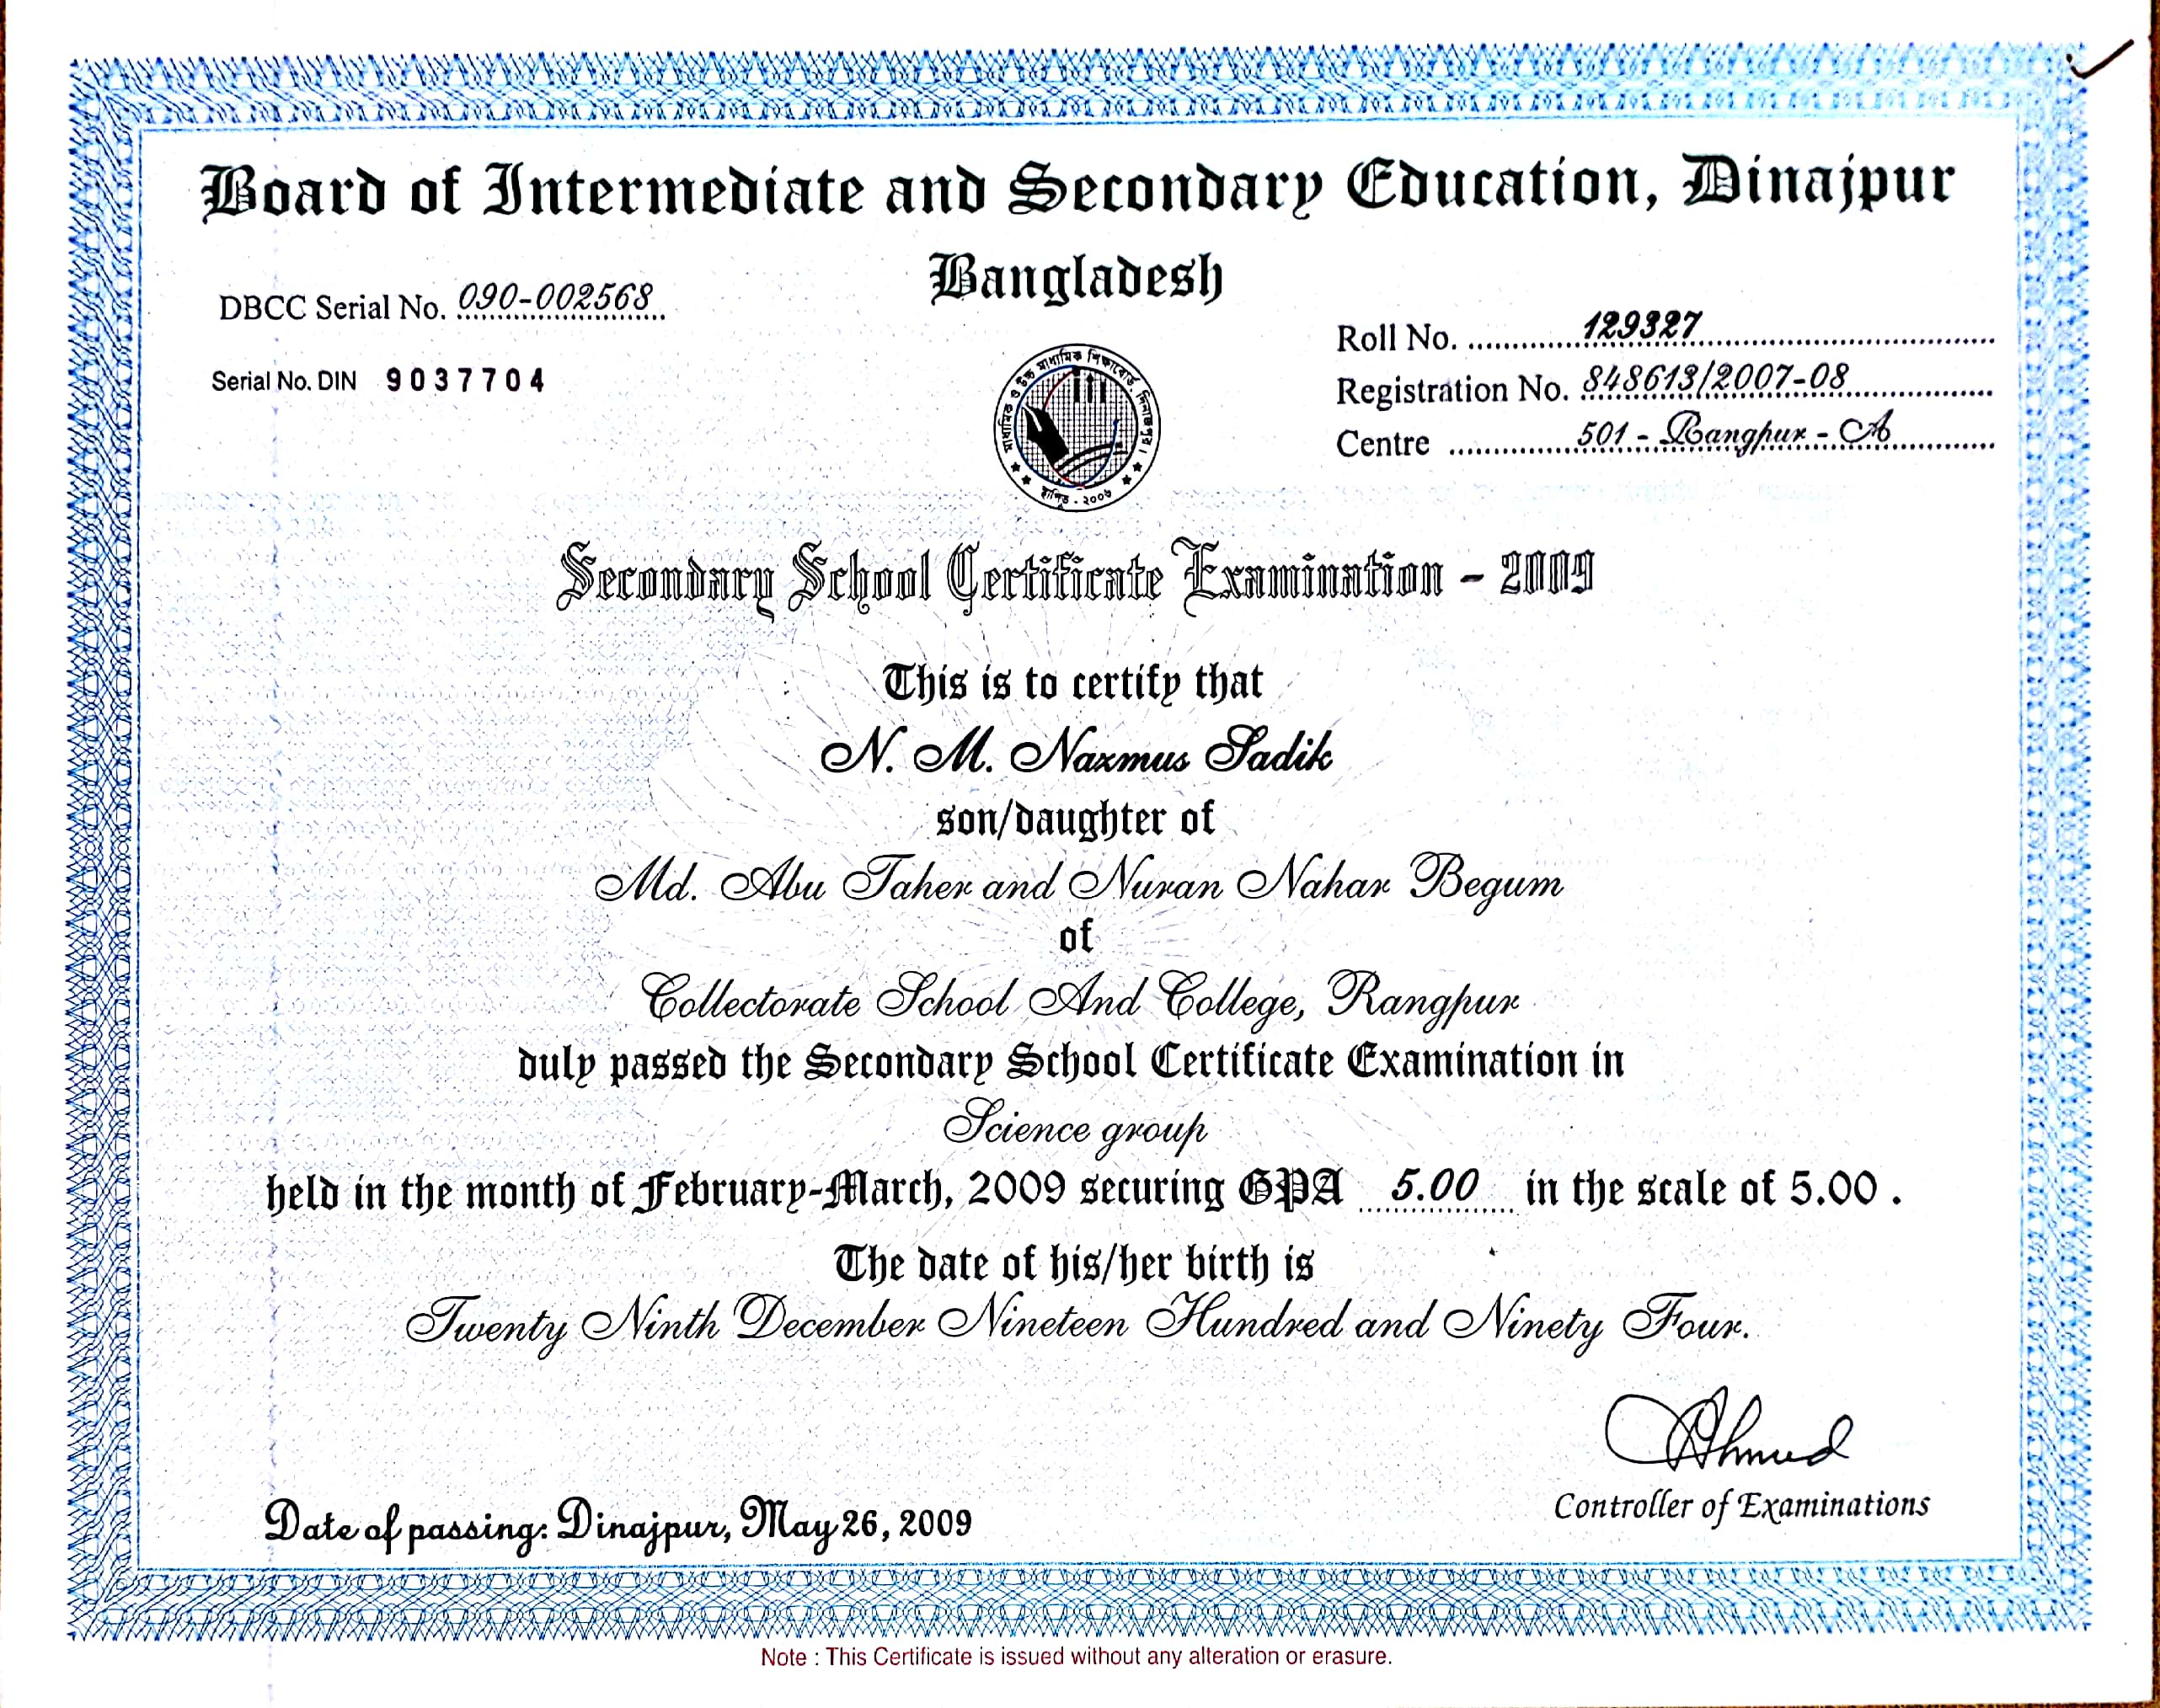 Board of Intermediate and Secondary Education, Dinajpur
Bangladesh
DBCC Serial No. 090-002568
Serial No. DIN 9037704
Roll No. 129327
Registration No. 848613/2007-08
Centre 501 - Rangpur - A
মাধ্যমিক ও উচ্চ মাধ্যমিক শিক্ষাবোর্ড দিনাজপুর।
স্থাপিত - ২০০৬
Secondary School Certificate Examination - 2009
This is to certify that
N. M. Nazmus Sadik
son/daughter of
Md. Abu Taher and Nuran Nahar Begum
of
Collectorate School And College, Rangpur
duly passed the Secondary School Certificate Examination in
Science group
held in the month of February-March, 2009 securing GPA 5.00 in the scale of 5.00 .
The date of his/her birth is
Twenty Ninth December Nineteen Hundred and Ninety Four.
Ahmed
Controller of Examinations
Date of passing: Dinajpur, May 26, 2009
Note : This Certificate is issued without any alteration or erasure.